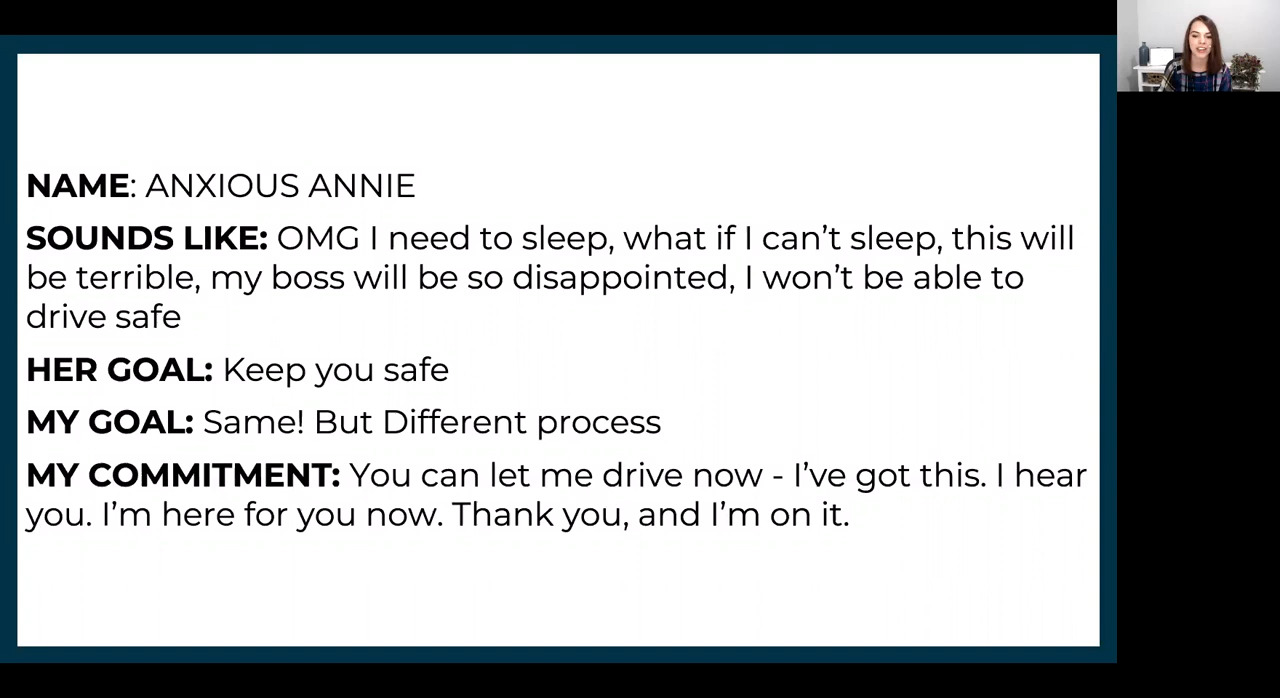 NAME: ANXIOUS ANNIE
SOUNDS LIKE: OMG I need to sleep, what if I can’t sleep, this will
be terrible, my boss will be so disappointed, I won’t be able to
drive safe
HER GOAL: Keep you safe
MY GOAL: Same! But Different process
MY COMMITMENT: You can let me drive now - I’ve got this. I hear
you. I’m here for you now. Thank you, and I’m on it.